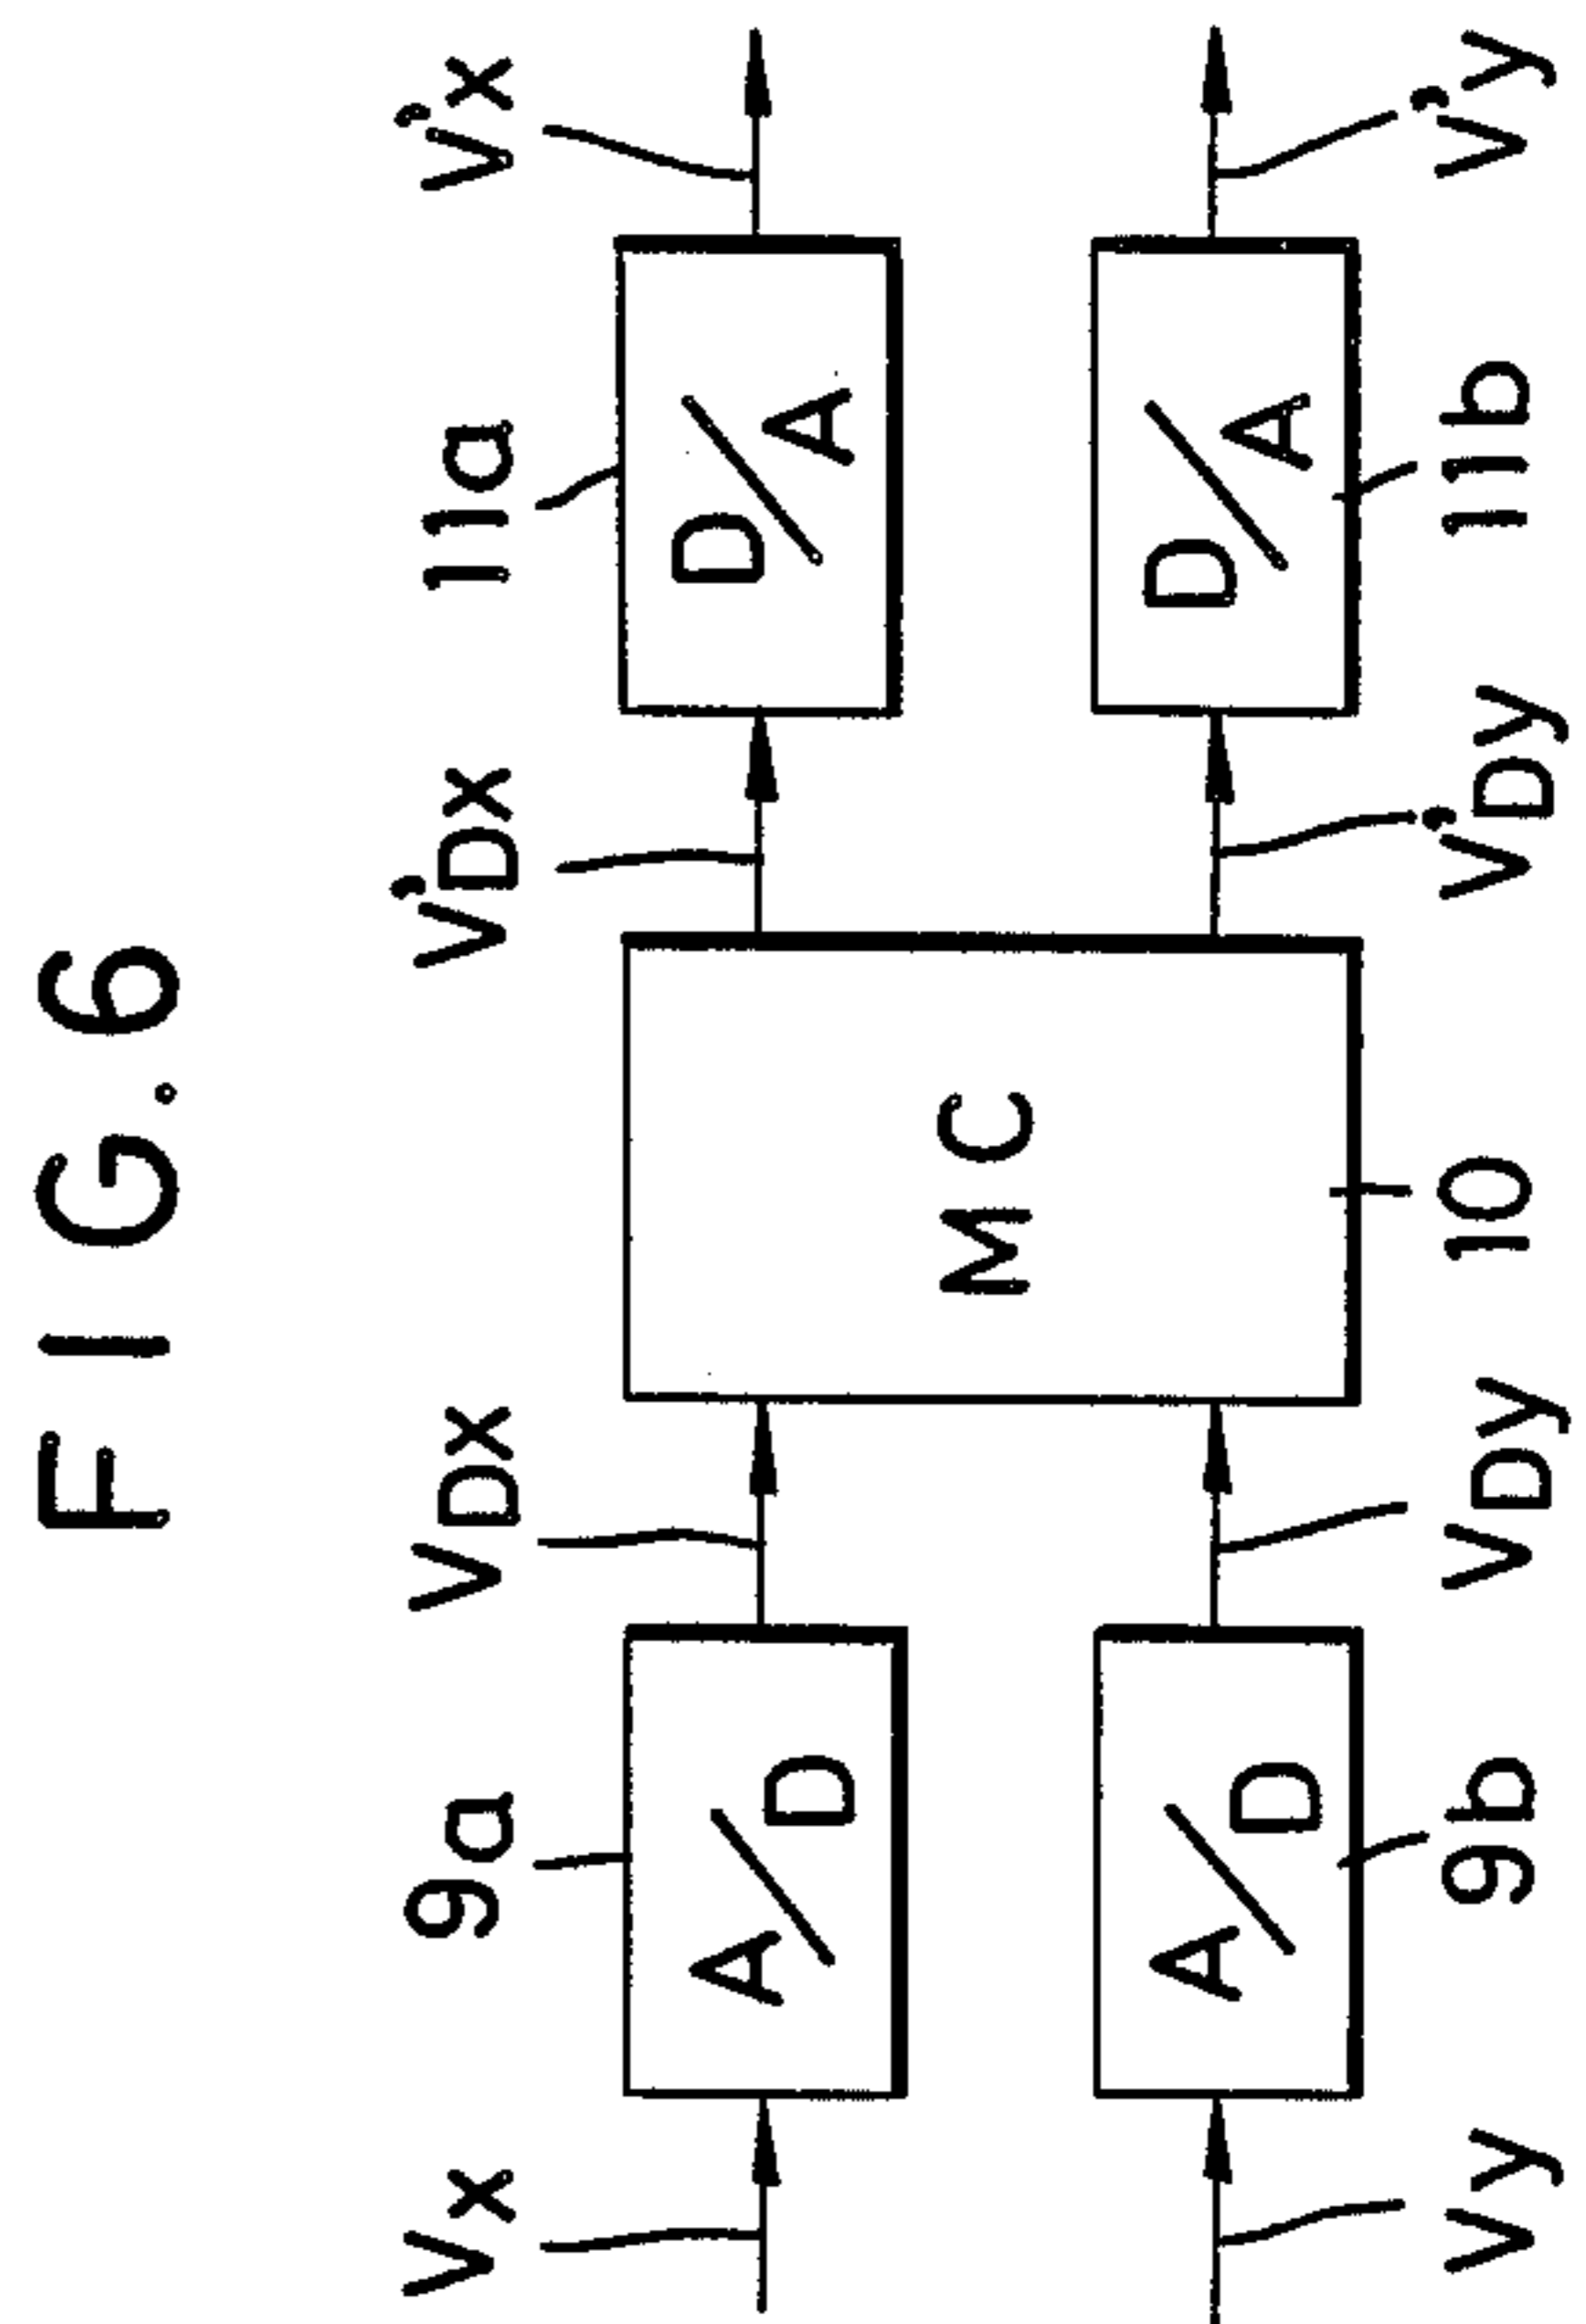 FIG.6
Vx 9a VDx V'Dx 11a V'x
A/D D/A
MC
A/D D/A
Vy 9b VDy 10 V'Dy 11b V'y